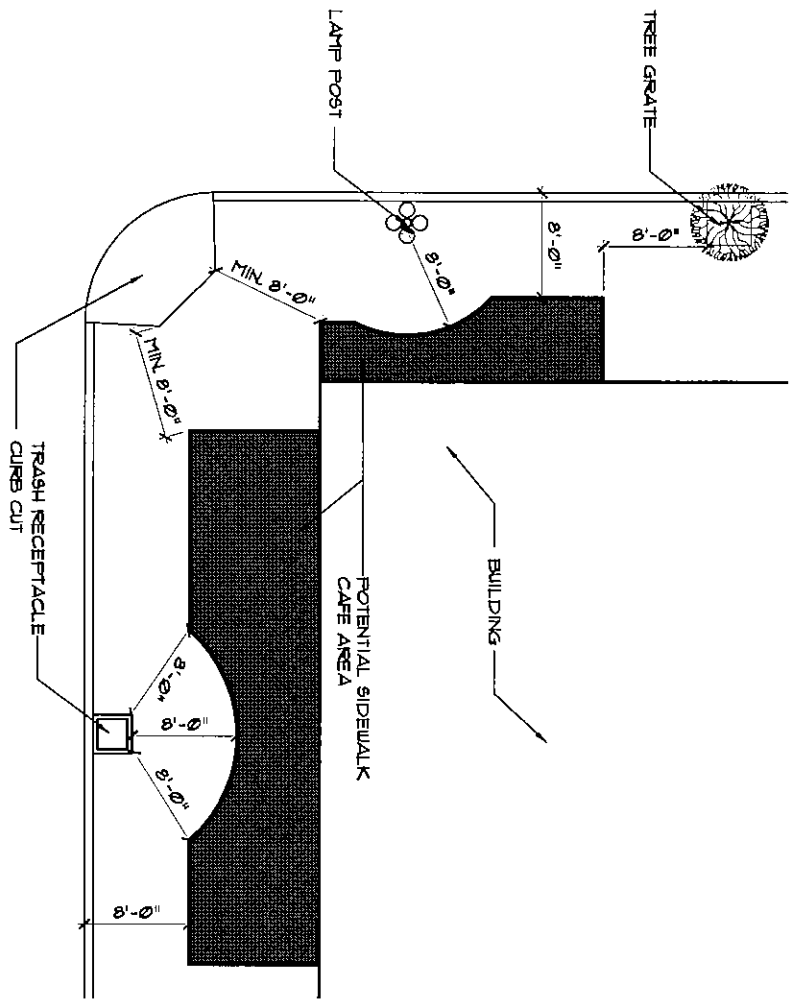 TREE GRATE
LAMP POST
8'-0"
8'-0"
8'-0"
MIN. 8'-0"
MIN. 8'-0"
TRASH RECEPTACLE
CURB CUT
BUILDING
POTENTIAL SIDEWALK
CAFE AREA
8'-0"
8'-0"
8'-0"
8'-0"